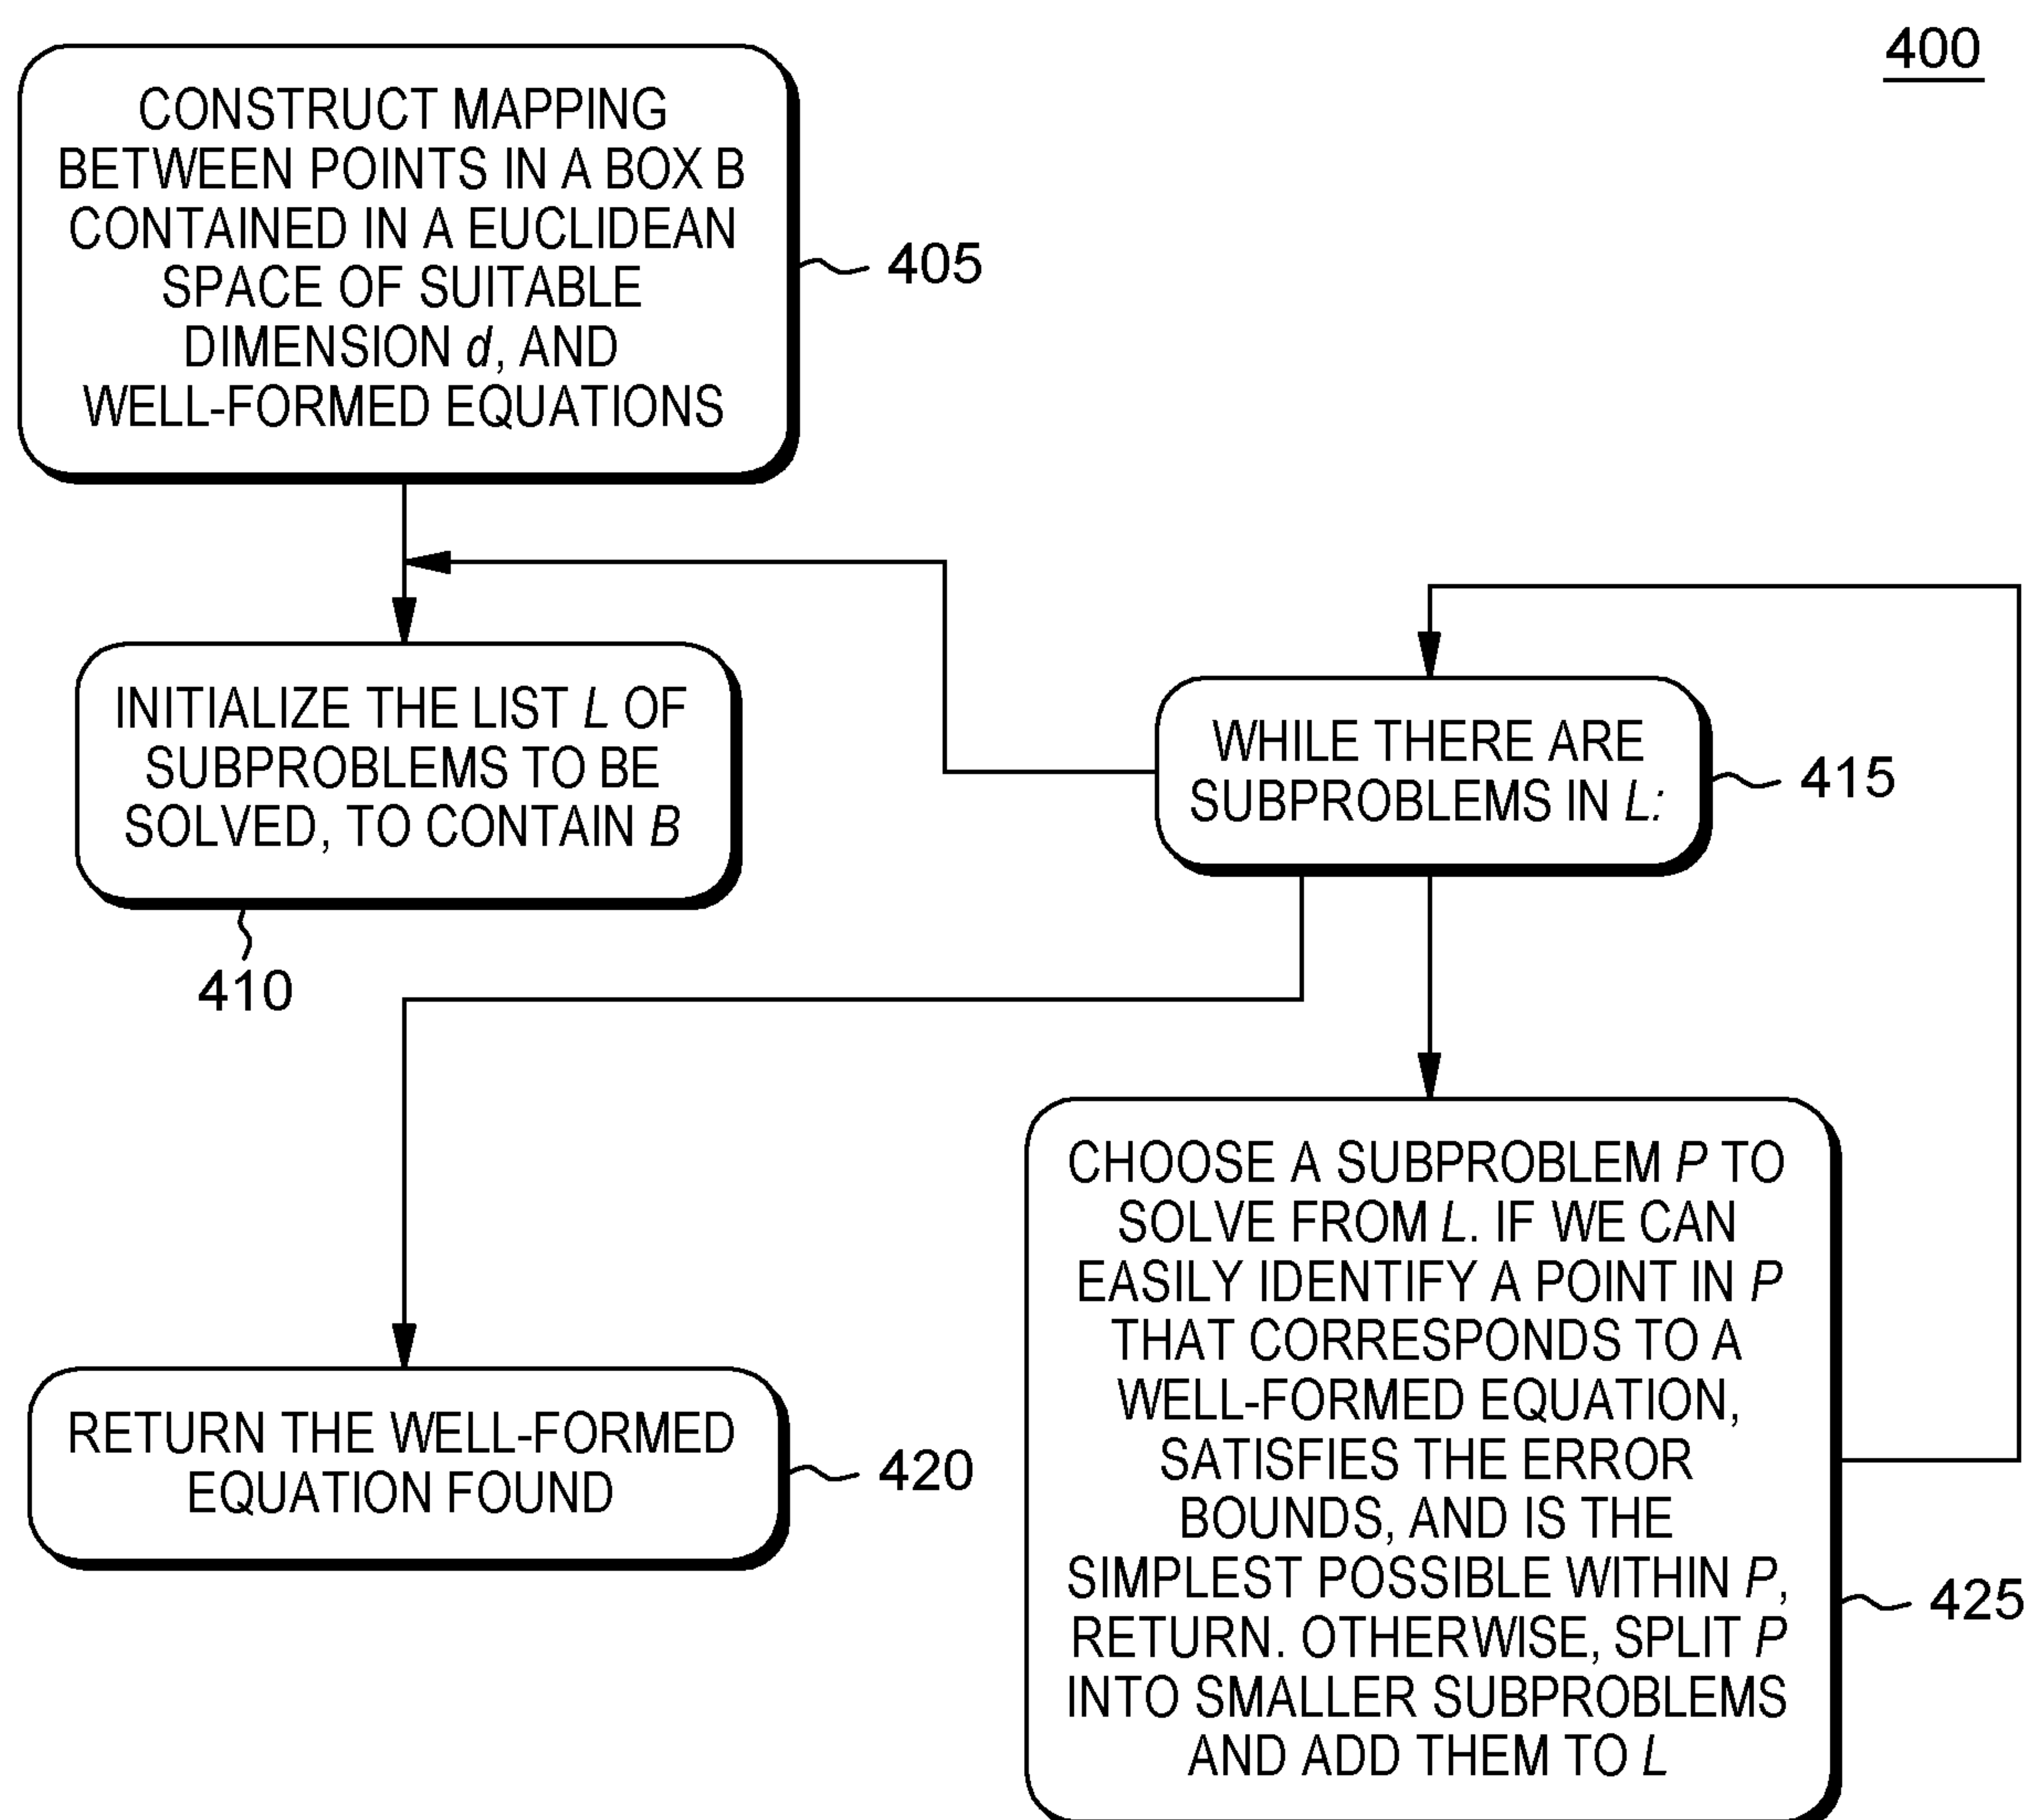 400
CONSTRUCT MAPPING
BETWEEN POINTS IN A BOX B
CONTAINED IN A EUCLIDEAN
SPACE OF SUITABLE
DIMENSION d, AND
WELL-FORMED EQUATIONS
405
INITIALIZE THE LIST L OF
SUBPROBLEMS TO BE
SOLVED, TO CONTAIN B
410
WHILE THERE ARE
SUBPROBLEMS IN L:
415
RETURN THE WELL-FORMED
EQUATION FOUND
420
CHOOSE A SUBPROBLEM P TO
SOLVE FROM L. IF WE CAN
EASILY IDENTIFY A POINT IN P
THAT CORRESPONDS TO A
WELL-FORMED EQUATION,
SATISFIES THE ERROR
BOUNDS, AND IS THE
SIMPLEST POSSIBLE WITHIN P,
RETURN. OTHERWISE, SPLIT P
INTO SMALLER SUBPROBLEMS
AND ADD THEM TO L
425